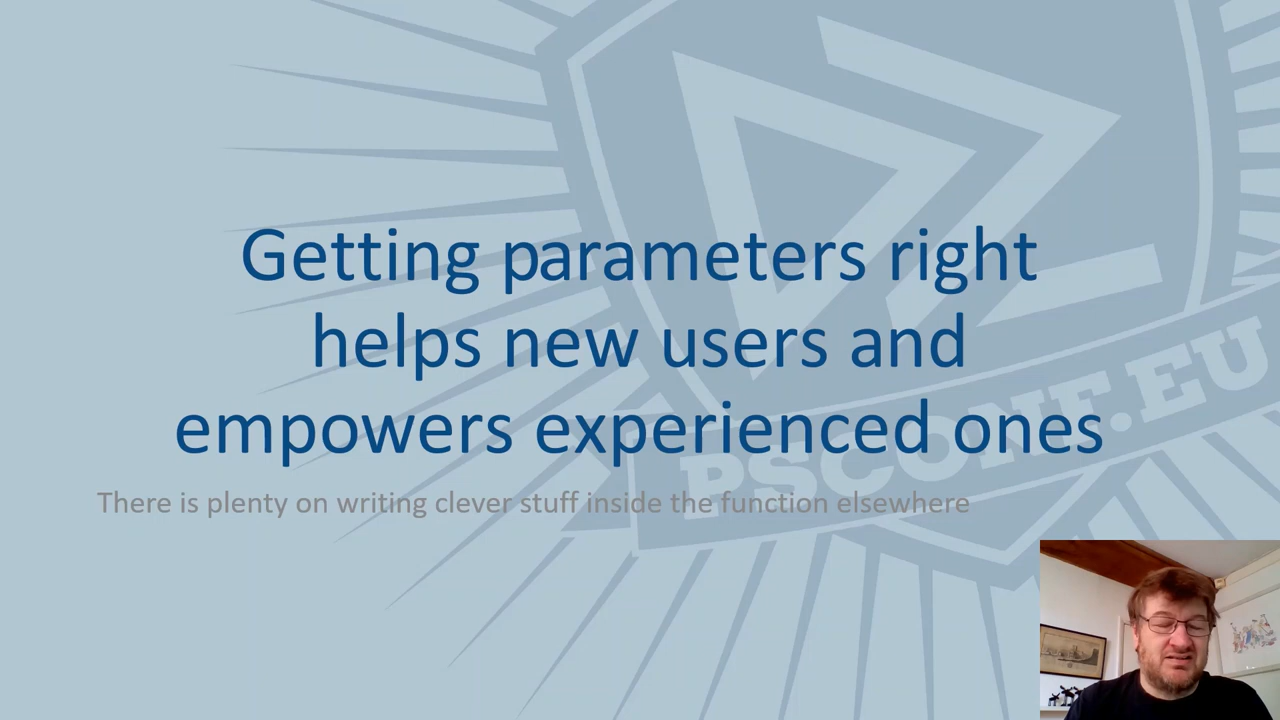 Getting parameters right
helps new users and
empowers experienced ones
There is plenty on writing clever stuff inside the function elsewhere
PSCONF.EU